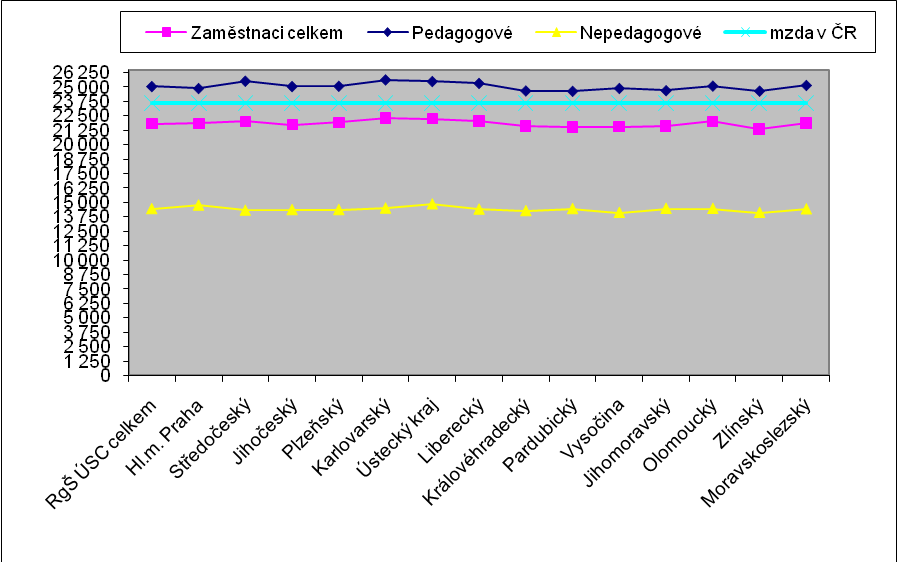 Zaměstnaci celkem
Pedagogové
Nepedagogové
mzda v ČR
26 250
25 000
23 750
22 500
21 250
20 000
18 750
17 500
16 250
15 000
13 750
12 500
11 250
10 000
8 750
7 500
6 250
5 000
3 750
2 500
1 250
0
RgŠ ÚSC celkem
Hl.m. Praha
Středočeský
Jihočeský
Plzeňský
Karlovarský
Ústecký kraj
Liberecký
Královéhradecký
Pardubický
Vysočina
Jihomoravský
Olomoucký
Zlínský
Moravskoslezský